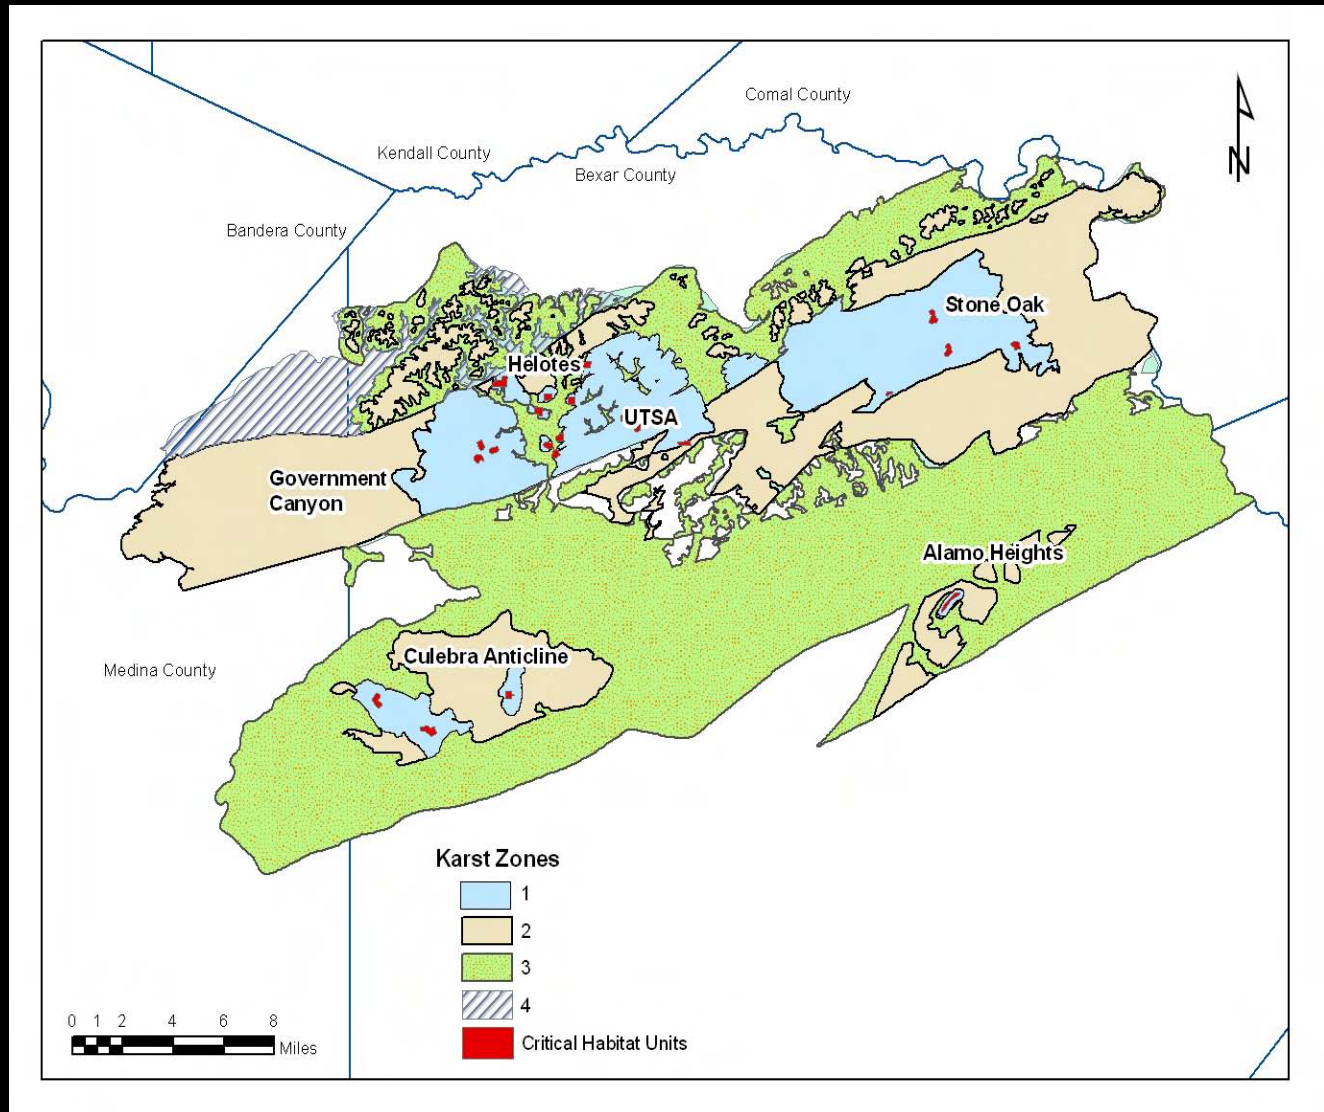 Comal County
Kendall County
Bexar County
Bandera County
Stone Oak
Helotes
UTSA
Government
Canyon
Alamo Heights
Culebra Anticline
Medina County
N
Karst Zones
1
2
3
4
Critical Habitat Units
0 1 2 4 6 8
Miles